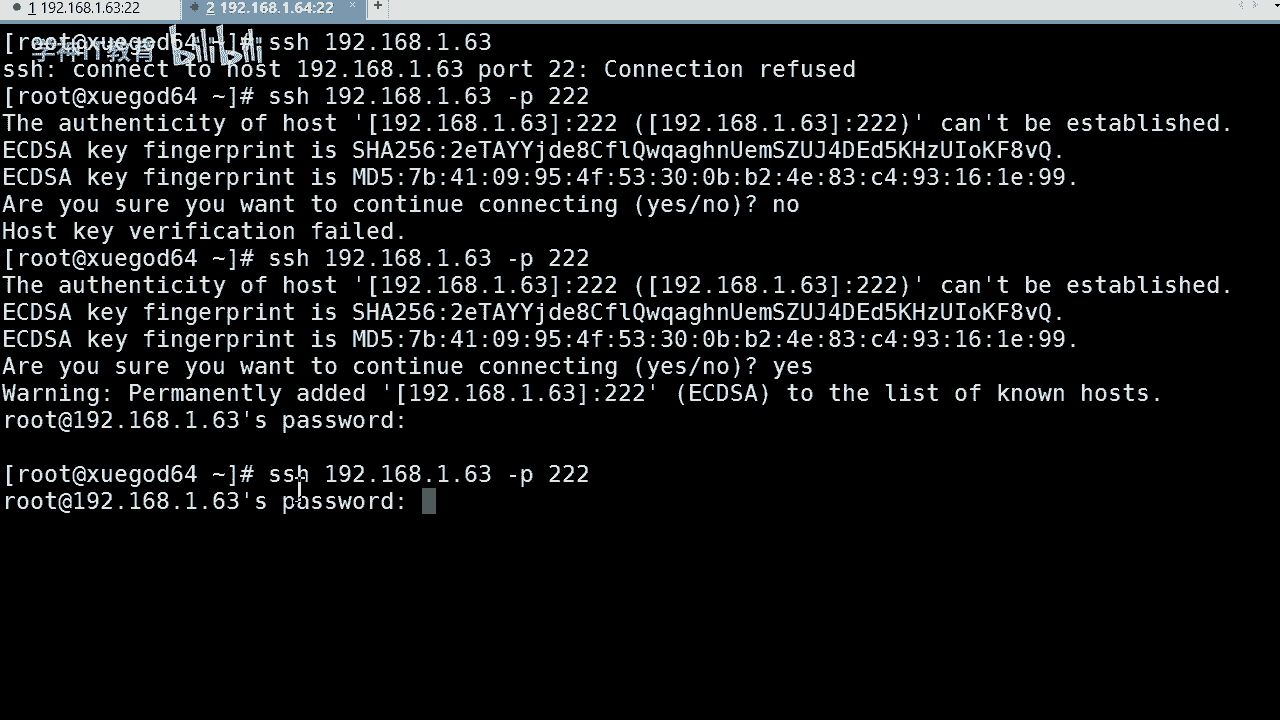 1 192.168.1.63:22
2 192.168.1.64:22 × +
学神IT教育 bilibili
[root@xuegod64 ~]# ssh 192.168.1.63
ssh: connect to host 192.168.1.63 port 22: Connection refused
[root@xuegod64 ~]# ssh 192.168.1.63 -p 222
The authenticity of host '[192.168.1.63]:222 ([192.168.1.63]:222)' can't be established.
ECDSA key fingerprint is SHA256:2eTAYYjde8CflQwqaghnUemSZUJ4DEd5KHzUIoKF8vQ.
ECDSA key fingerprint is MD5:7b:41:09:95:4f:53:30:0b:b2:4e:83:c4:93:16:1e:99.
Are you sure you want to continue connecting (yes/no)? no
Host key verification failed.
[root@xuegod64 ~]# ssh 192.168.1.63 -p 222
The authenticity of host '[192.168.1.63]:222 ([192.168.1.63]:222)' can't be established.
ECDSA key fingerprint is SHA256:2eTAYYjde8CflQwqaghnUemSZUJ4DEd5KHzUIoKF8vQ.
ECDSA key fingerprint is MD5:7b:41:09:95:4f:53:30:0b:b2:4e:83:c4:93:16:1e:99.
Are you sure you want to continue connecting (yes/no)? yes
Warning: Permanently added '[192.168.1.63]:222' (ECDSA) to the list of known hosts.
root@192.168.1.63's password:
[root@xuegod64 ~]# ssh 192.168.1.63 -p 222
root@192.168.1.63's password: